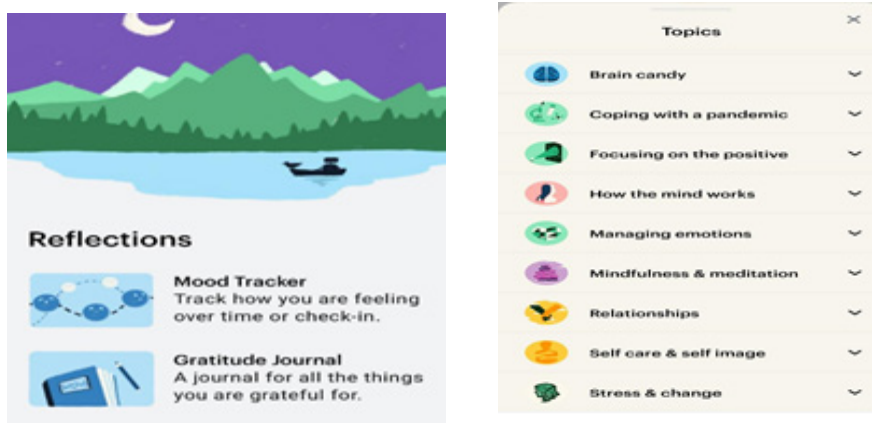 Reflections
Mood Tracker
Track how you are feeling
over time or check-in.
Gratitude Journal
A journal for all the things
you are grateful for.
Topics
Brain candy
Coping with a pandemic
Focusing on the positive
How the mind works
Managing emotions
Mindfulness & meditation
Relationships
Self care & self image
Stress & change